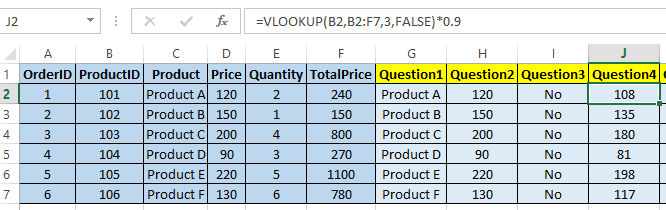 J2 fx =VLOOKUP(B2,B2:F7,3,FALSE)*0.9
A B C D E F G H I J
1 OrderID ProductID Product Price Quantity TotalPrice Question1 Question2 Question3 Question4
2 1 101 Product A 120 2 240 Product A 120 No 108
3 2 102 Product B 150 1 150 Product B 150 No 135
4 3 103 Product C 200 4 800 Product C 200 No 180
5 4 104 Product D 90 3 270 Product D 90 No 81
6 5 105 Product E 220 5 1100 Product E 220 No 198
7 6 106 Product F 130 6 780 Product F 130 No 117